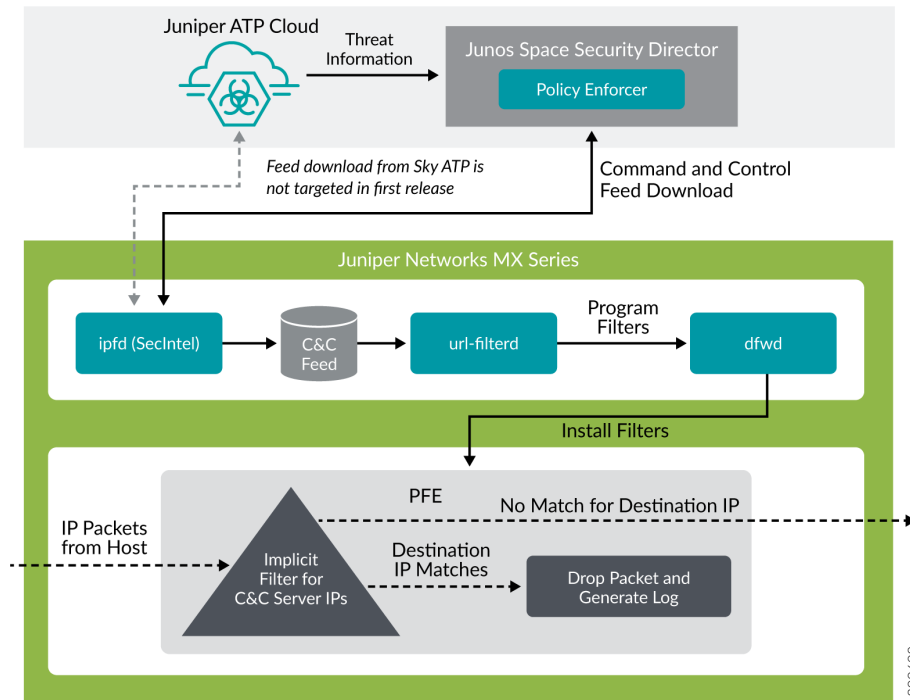 Juniper ATP Cloud
Threat
Information
Junos Space Security Director
Policy Enforcer
Feed download from Sky ATP is
not targeted in first release
Command and Control
Feed Download
Juniper Networks MX Series
ipfd (SecIntel)
C&C
Feed
url-filterd
Program
Filters
dfwd
Install Filters
PFE
No Match for Destination IP
IP Packets
from Host
Implicit
Filter for
C&C Server IPs
Destination
IP Matches
Drop Packet and
Generate Log